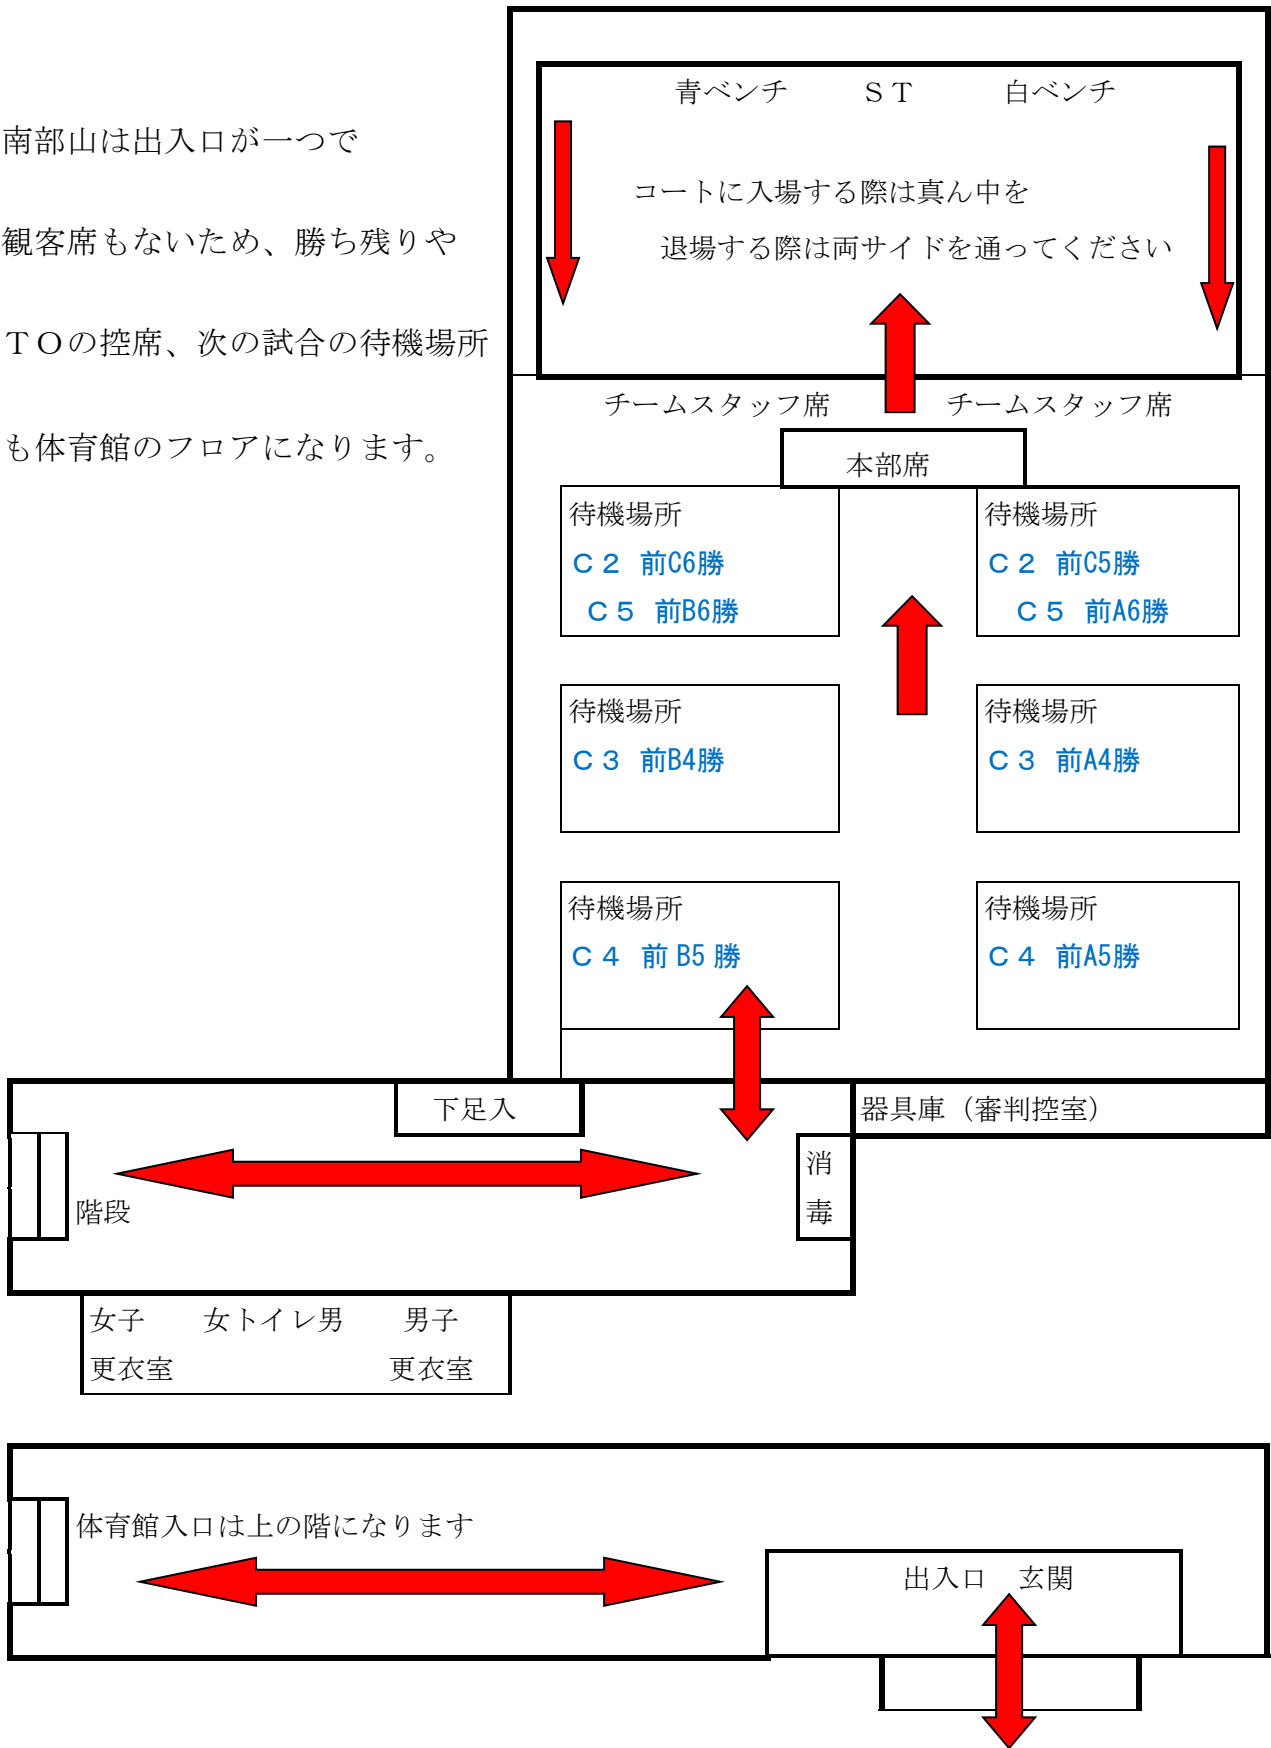 青ベンチ　　ＳＴ　　　白ベンチ
南部山は出入口が一つで
コートに入場する際は真ん中を
観客席もないため、勝ち残りや
退場する際は両サイドを通ってください
ＴＯの控席、次の試合の待機場所
チームスタッフ席　　　　チームスタッフ席
も体育館のフロアになります。
本部席
待機場所
Ｃ２　前C6勝
Ｃ５　前B6勝
待機場所
Ｃ２　前C5勝
Ｃ５　前A6勝
待機場所
Ｃ３　前B4勝
待機場所
Ｃ３　前A4勝
待機場所
Ｃ４　前 B5 勝
待機場所
Ｃ４　前A5勝
下足入
器具庫（審判控室）
消
毒
階段
女子　　女トイレ男　　男子
更衣室　　　　　　　　更衣室
体育館入口は上の階になります
出入口　玄関